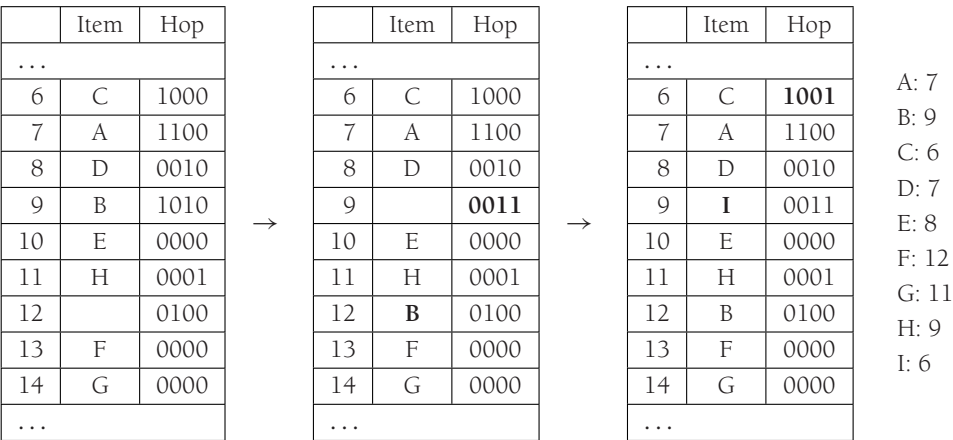 Item Hop
...
6 C 1000
7 A 1100
8 D 0010
9 B 1010
10 E 0000
11 H 0001
12 0100
13 F 0000
14 G 0000
...
→
Item Hop
...
6 C 1000
7 A 1100
8 D 0010
9 0011
10 E 0000
11 H 0001
12 B 0100
13 F 0000
14 G 0000
...
→
Item Hop
...
6 C 1001
7 A 1100
8 D 0010
9 I 0011
10 E 0000
11 H 0001
12 B 0100
13 F 0000
14 G 0000
...
A: 7
B: 9
C: 6
D: 7
E: 8
F: 12
G: 11
H: 9
I: 6